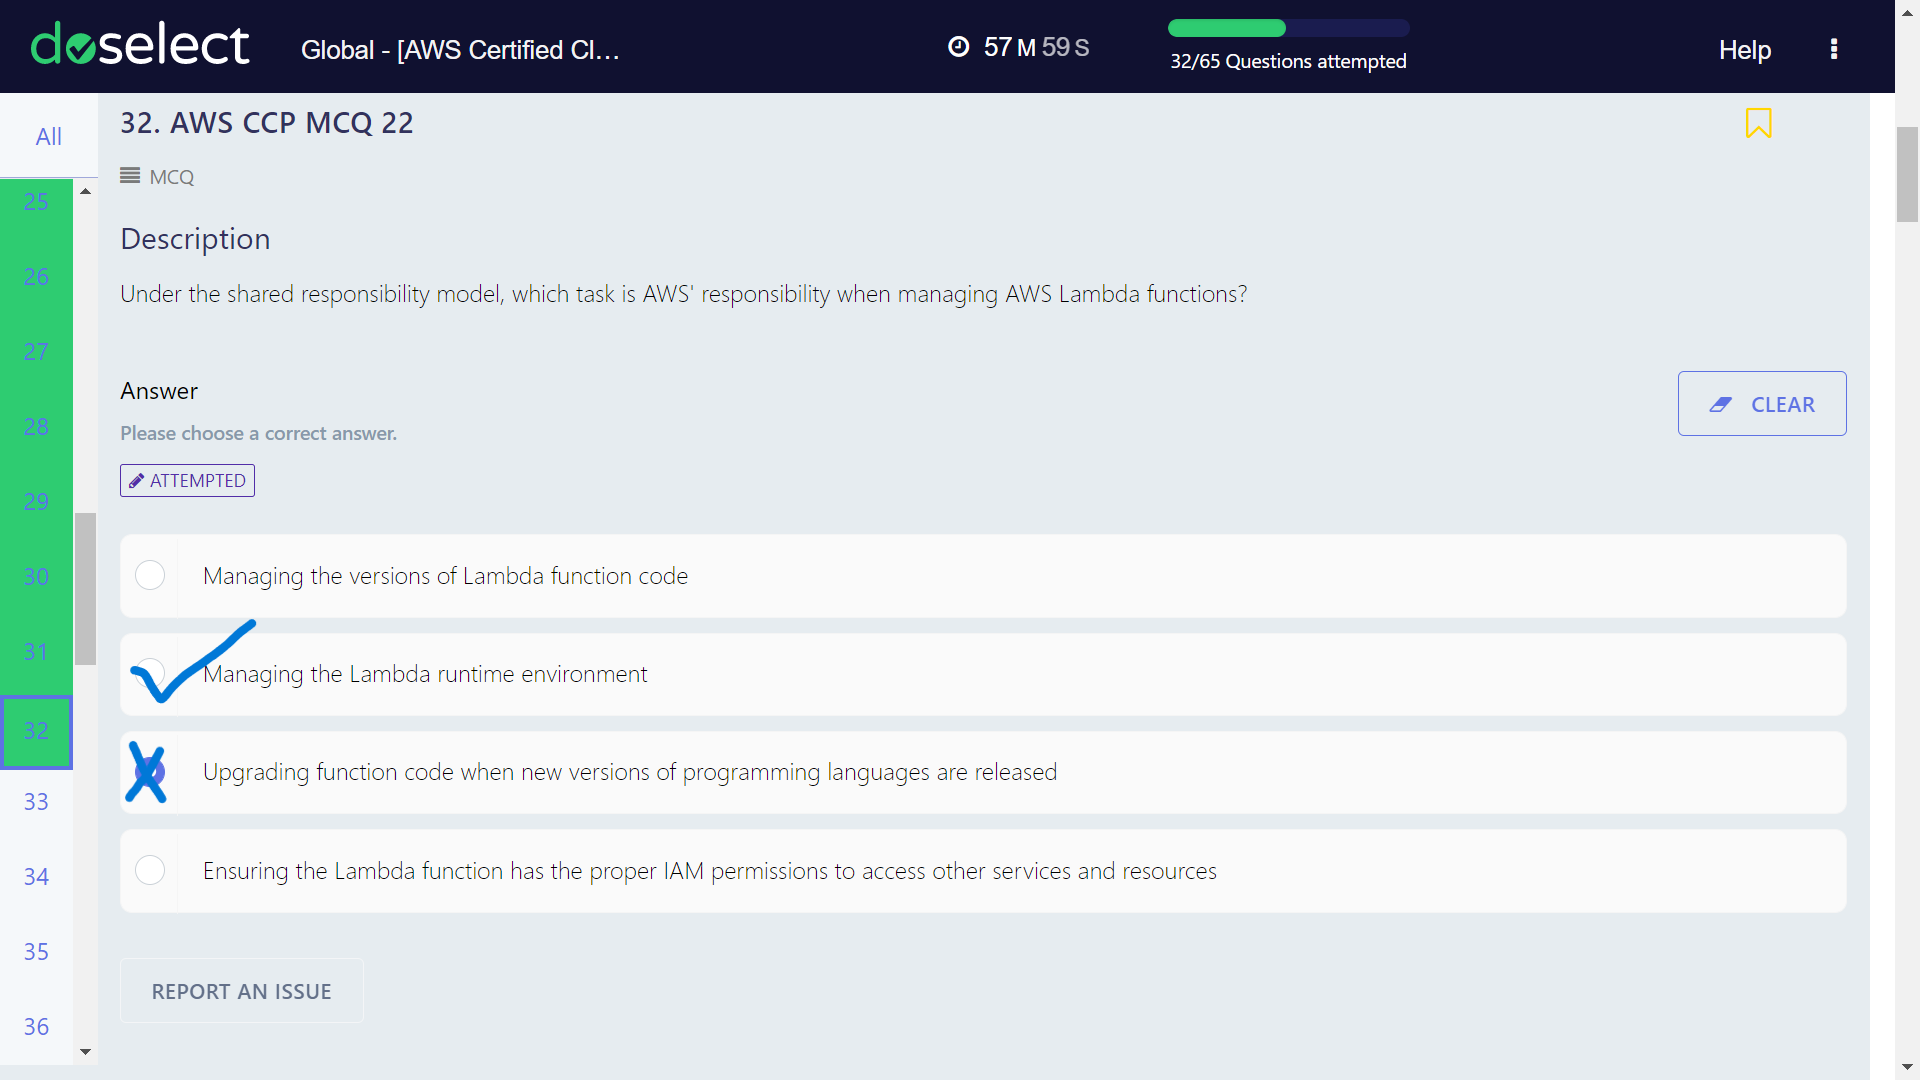 doselect
Global - [AWS Certified Cl...
57 M 59 S
32/65 Questions attempted
Help
All
25
26
27
28
29
30
31
32
33
34
35
36
32. AWS CCP MCQ 22
MCQ
Description
Under the shared responsibility model, which task is AWS' responsibility when managing AWS Lambda functions?
Answer
Please choose a correct answer.
CLEAR
ATTEMPTED
Managing the versions of Lambda function code
Managing the Lambda runtime environment
Upgrading function code when new versions of programming languages are released
Ensuring the Lambda function has the proper IAM permissions to access other services and resources
REPORT AN ISSUE